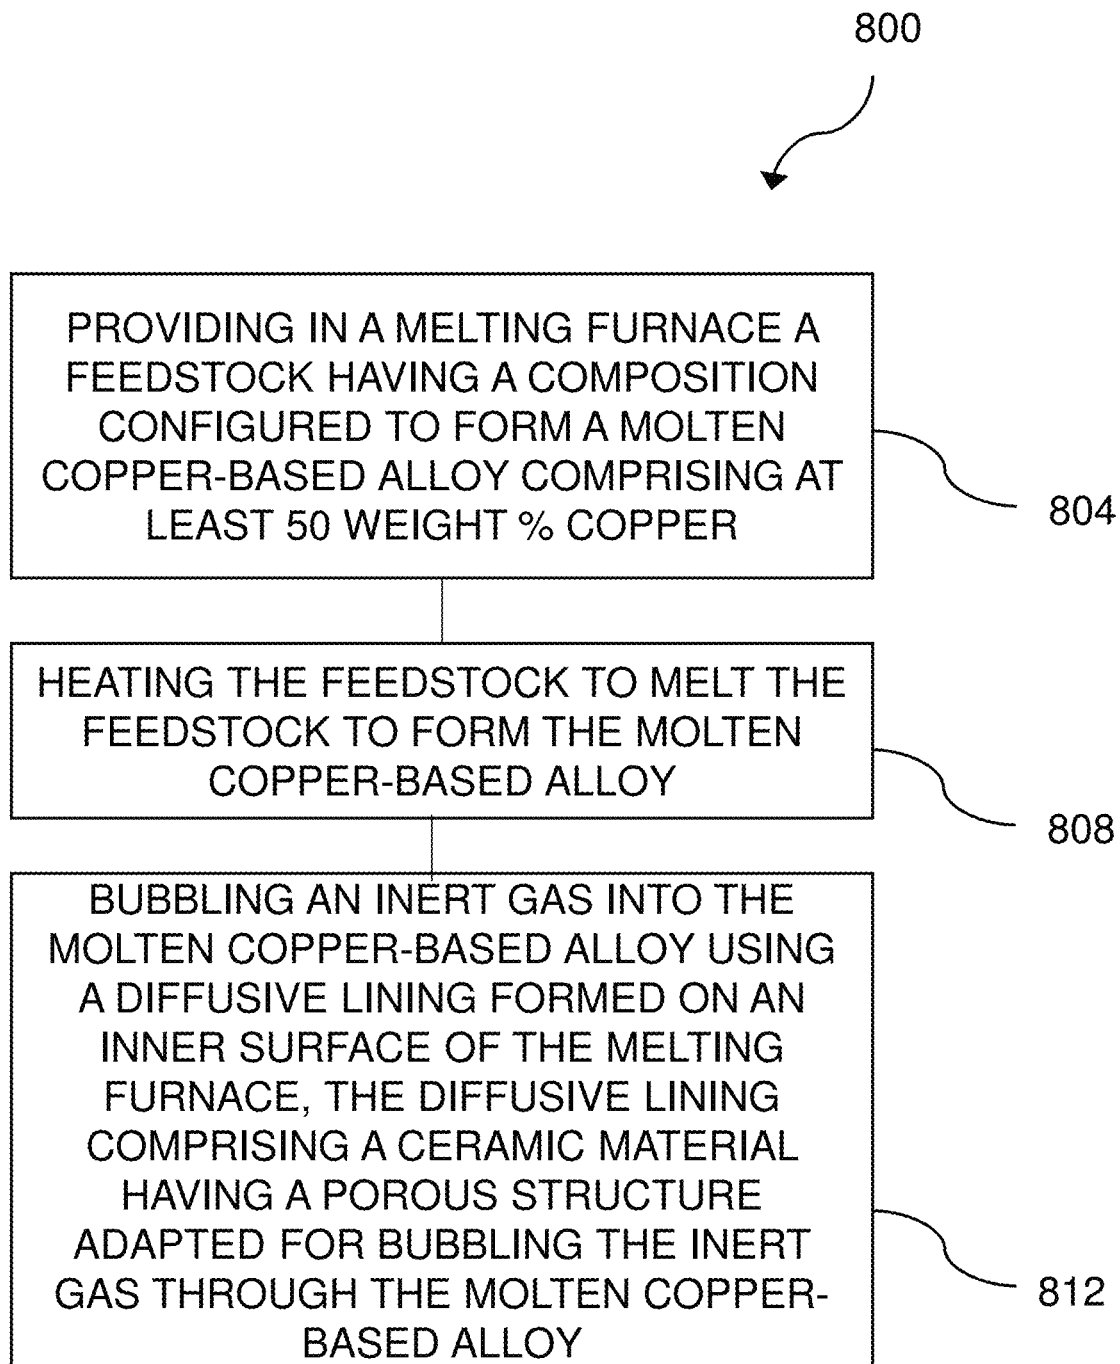 800
PROVIDING IN A MELTING FURNACE A
FEEDSTOCK HAVING A COMPOSITION
CONFIGURED TO FORM A MOLTEN
COPPER-BASED ALLOY COMPRISING AT
LEAST 50 WEIGHT % COPPER
804
HEATING THE FEEDSTOCK TO MELT THE
FEEDSTOCK TO FORM THE MOLTEN
COPPER-BASED ALLOY
808
BUBBLING AN INERT GAS INTO THE
MOLTEN COPPER-BASED ALLOY USING
A DIFFUSIVE LINING FORMED ON AN
INNER SURFACE OF THE MELTING
FURNACE, THE DIFFUSIVE LINING
COMPRISING A CERAMIC MATERIAL
HAVING A POROUS STRUCTURE
ADAPTED FOR BUBBLING THE INERT
GAS THROUGH THE MOLTEN COPPER-
BASED ALLOY
812